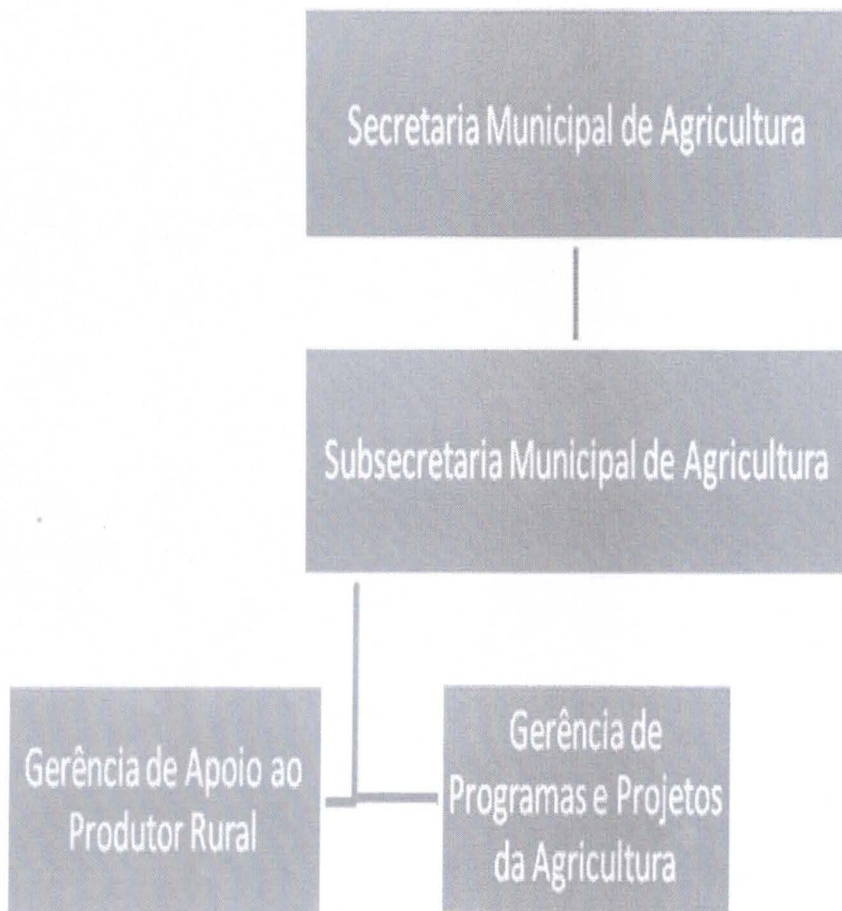 Secretaria Municipal de Agricultura
Subsecretaria Municipal de Agricultura
Gerência de Apoio ao
Produtor Rural
Gerência de
Programas e Projetos
da Agricultura